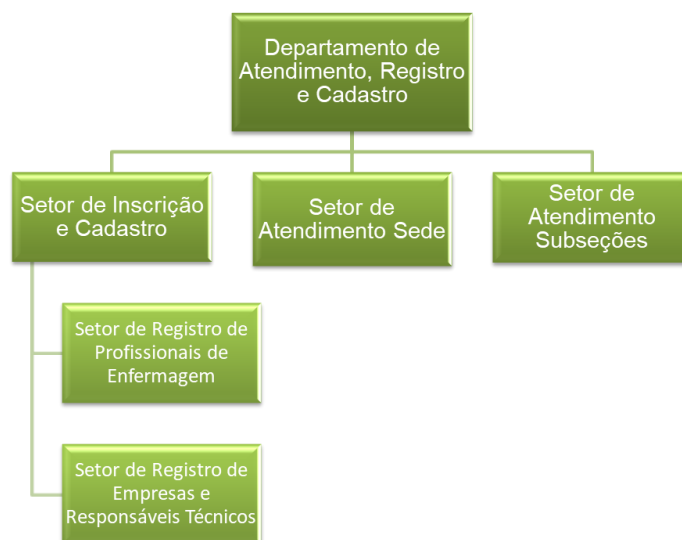 Departamento de
Atendimento, Registro
e Cadastro
Setor de Inscrição
e Cadastro
Setor de
Atendimento Sede
Setor de
Atendimento
Subseções
Setor de Registro de
Profissionais de
Enfermagem
Setor de Registro de
Empresas e
Responsáveis Técnicos